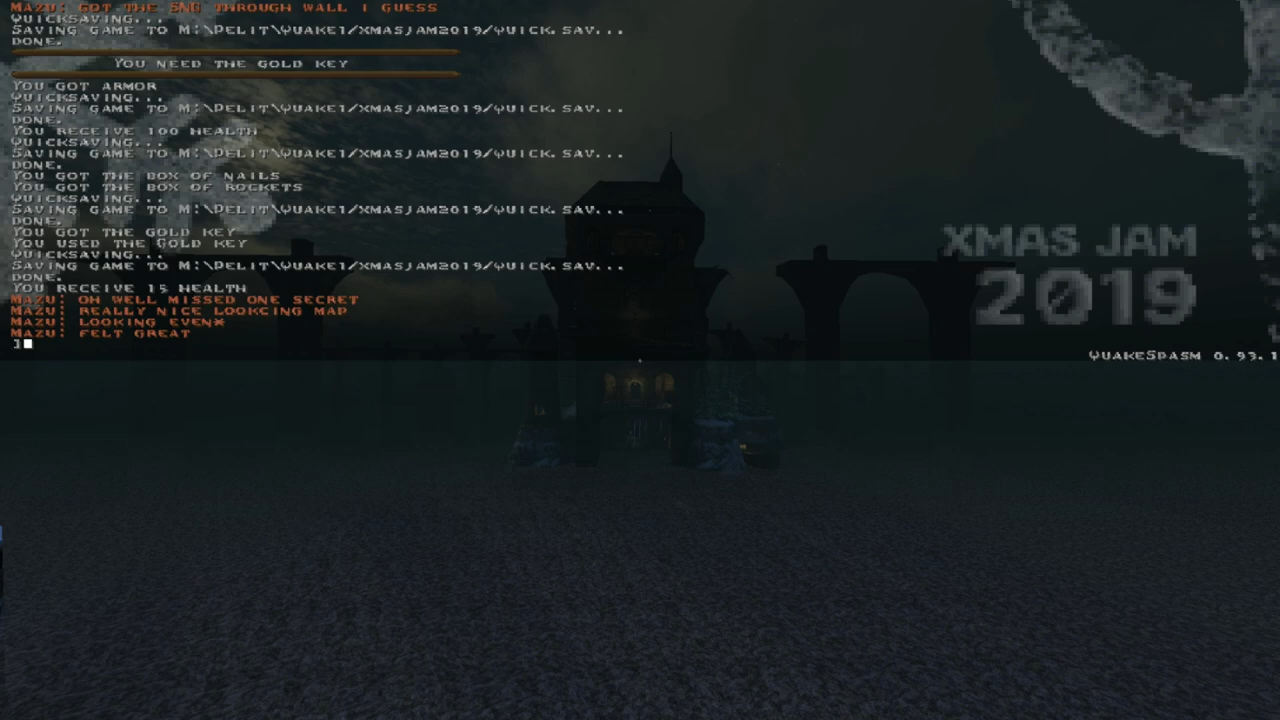 MAZU: GOT THE SNG THROUGH WALL I GUESS
QUICKSAVING...
SAVING GAME TO M:\PELIT\QUAKE1/XMASJAM2019/QUICK.SAV...
DONE.
YOU NEED THE GOLD KEY
YOU GOT ARMOR
QUICKSAVING...
SAVING GAME TO M:\PELIT\QUAKE1/XMASJAM2019/QUICK.SAV...
DONE.
YOU RECEIVE 100 HEALTH
QUICKSAVING...
SAVING GAME TO M:\PELIT\QUAKE1/XMASJAM2019/QUICK.SAV...
DONE.
YOU GOT THE BOX OF NAILS
YOU GOT THE BOX OF ROCKETS
QUICKSAVING...
SAVING GAME TO M:\PELIT\QUAKE1/XMASJAM2019/QUICK.SAV...
DONE.
YOU GOT THE GOLD KEY
YOU USED THE GOLD KEY
QUICKSAVING...
SAVING GAME TO M:\PELIT\QUAKE1/XMASJAM2019/QUICK.SAV...
DONE.
YOU RECEIVE 15 HEALTH
MAZU: OH WELL MISSED ONE SECRET
MAZU: REALLY NICE LOOKCING MAP
MAZU: LOOKING EVEN*
MAZU: FELT GREAT
]
XMAS JAM
2019
QUAKESPASM 0.93.1